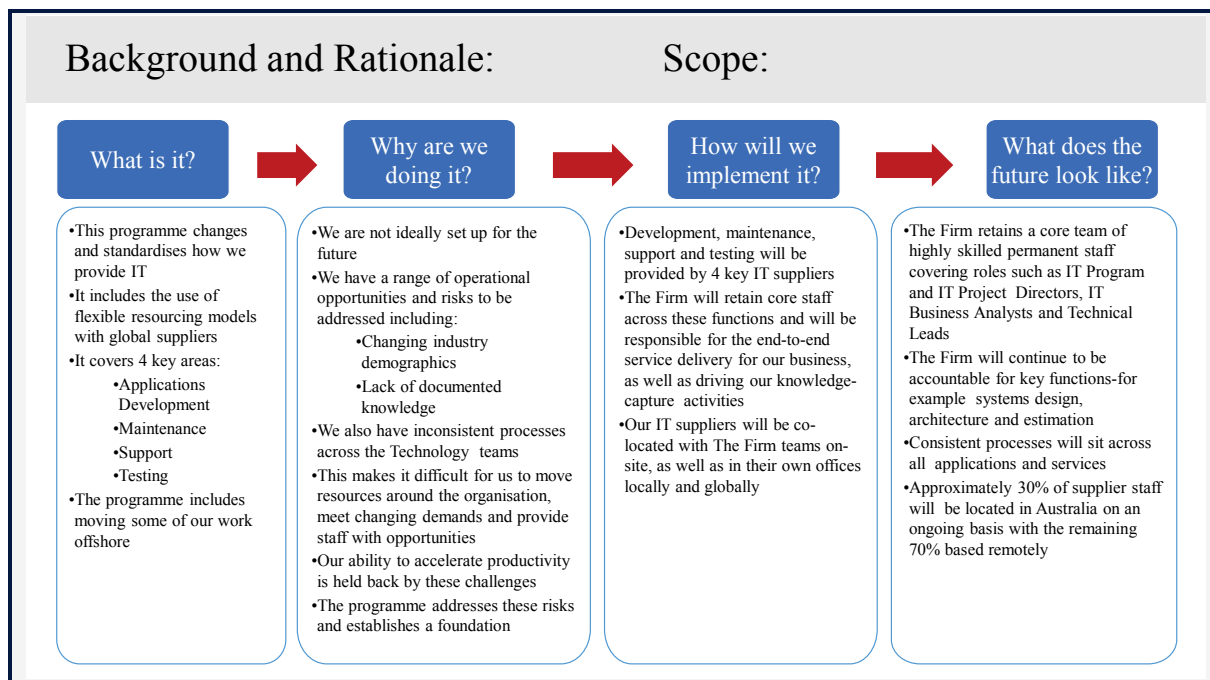 Background and Rationale:
Scope:
What is it?
•This programme changes
and standardises how we
provide IT
•It includes the use of
flexible resourcing models
with global suppliers
•It covers 4 key areas:
•Applications
Development
•Maintenance
•Support
•Testing
•The programme includes
moving some of our work
offshore
Why are we
doing it?
•We are not ideally set up for the
future
•We have a range of operational
opportunities and risks to be
addressed including:
•Changing industry
demographics
•Lack of documented
knowledge
•We also have inconsistent processes
across the Technology teams
•This makes it difficult for us to move
resources around the organisation,
meet changing demands and provide
staff with opportunities
•Our ability to accelerate productivity
is held back by these challenges
•The programme addresses these risks
and establishes a foundation
How will we
implement it?
•Development, maintenance,
support and testing will be
provided by 4 key IT suppliers
•The Firm will retain core staff
across these functions and will be
responsible for the end-to-end
service delivery for our business,
as well as driving our knowledge-
capture activities
•Our IT suppliers will be co-
located with The Firm teams on-
site, as well as in their own offices
locally and globally
What does the
future look like?
•The Firm retains a core team of
highly skilled permanent staff
covering roles such as IT Program
and IT Project Directors, IT
Business Analysts and Technical
Leads
•The Firm will continue to be
accountable for key functions-for
example systems design,
architecture and estimation
•Consistent processes will sit across
all applications and services
•Approximately 30% of supplier staff
will be located in Australia on an
ongoing basis with the remaining
70% based remotely